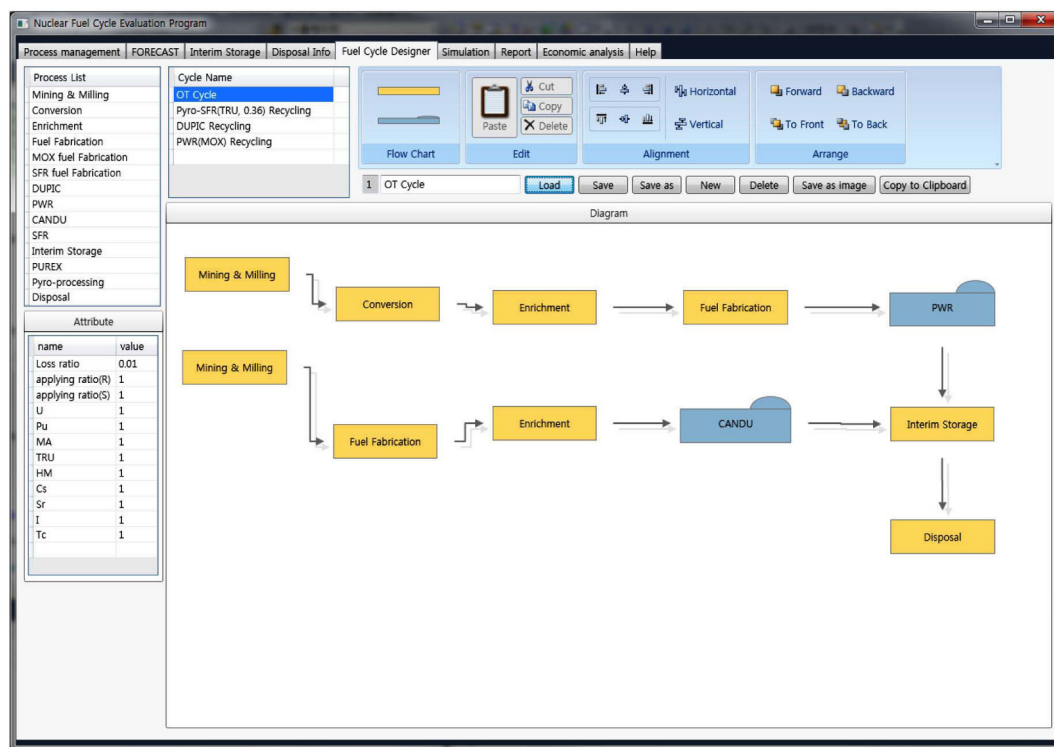 Nuclear Fuel Cycle Evaluation Program
Process management FORECAST Interim Storage Disposal Info Fuel Cycle Designer Simulation Report Economic analysis Help
Process List
Mining & Milling
Conversion
Enrichment
Fuel Fabrication
MOX fuel Fabrication
SFR fuel Fabrication
DUPIC
PWR
CANDU
SFR
Interim Storage
PUREX
Pyro-processing
Disposal
Cycle Name
OT Cycle
Pyro-SFR(TRU, 0.36) Recycling
DUPIC Recycling
PWR(MOX) Recycling
Flow Chart
Paste
Cut
Copy
Delete
Edit
Horizontal
Vertical
Alignment
Forward Backward
To Front To Back
Arrange
1 OT Cycle Load Save Save as New Delete Save as image Copy to Clipboard
Attribute
name value
Loss ratio 0.01
applying ratio(R) 1
applying ratio(S) 1
U 1
Pu 1
MA 1
TRU 1
HM 1
Cs 1
Sr 1
I 1
Tc 1
Diagram
Mining & Milling
Conversion
Enrichment
Fuel Fabrication
PWR
Mining & Milling
Fuel Fabrication
Enrichment
CANDU
Interim Storage
Disposal